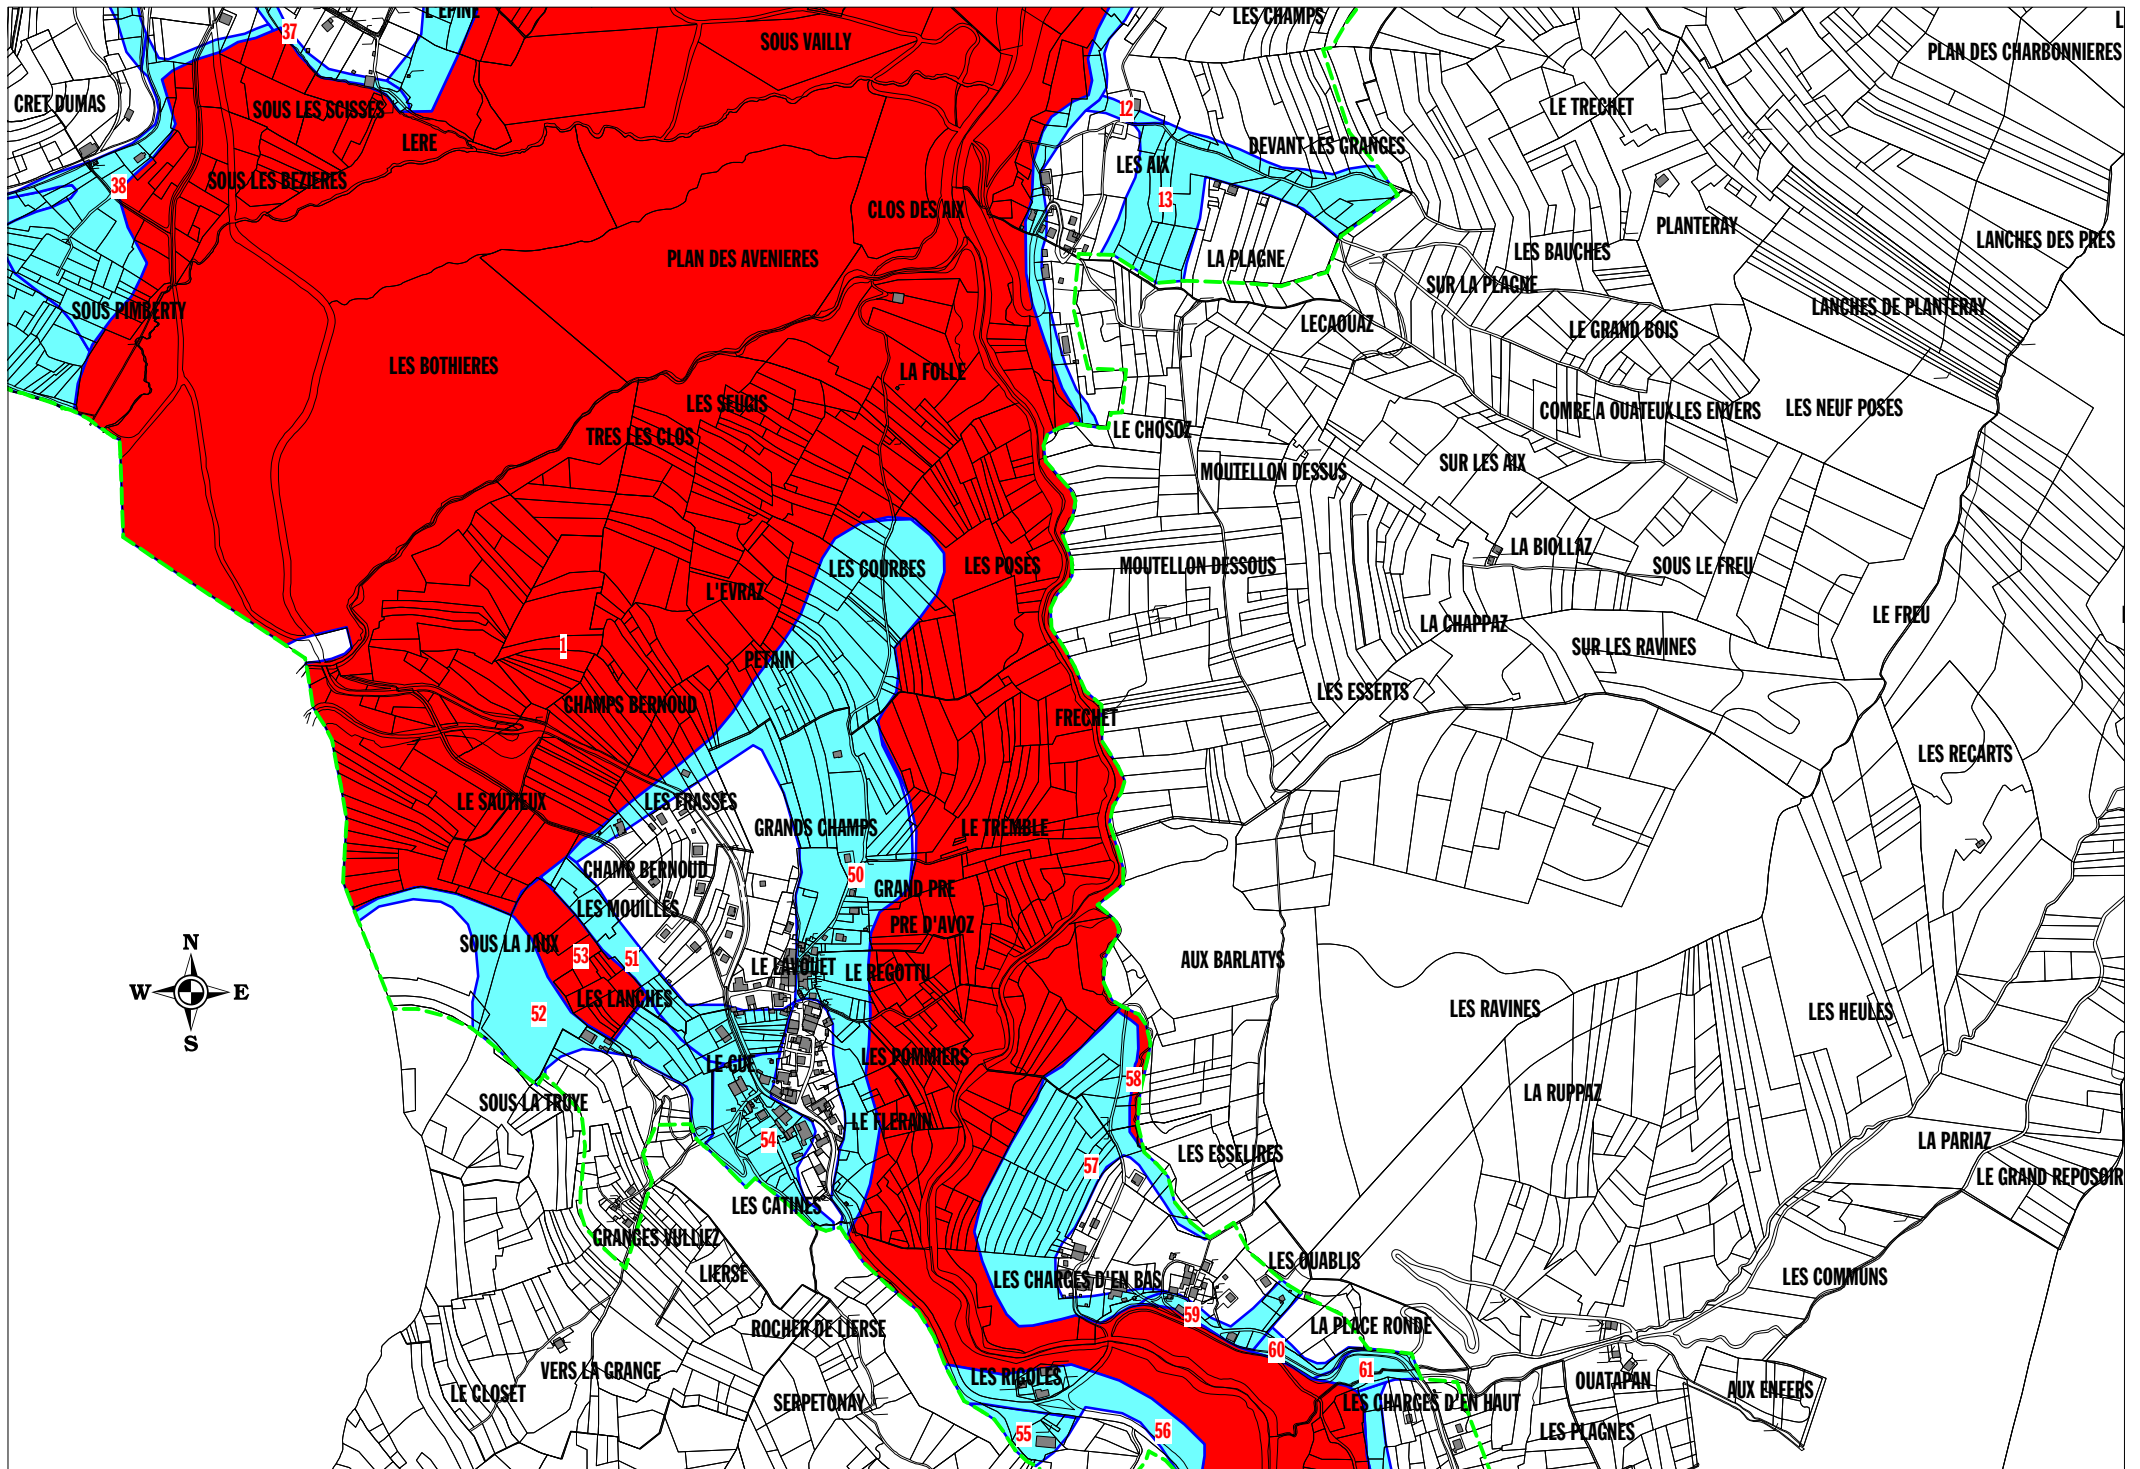 L'EPINE
LES CHAMPS
37
SOUS VAILLY
PLAN DES CHARBONNIERES
CRET DUMAS
SOUS LES SCISSES
12
LE TRECHET
LERE
DEVANT LES GRANGES
LES AIX
38
SOUS LES BEZIERES
13
CLOS DES AIX
PLANTERAY
LANCHES DES PRES
LES BAUCHES
PLAN DES AVENIERES
LA PLAGNE
SUR LA PLAGNE
SOUS PIMBERTY
LANCHES DE PLANTERAY
LECAOUAZ
LE GRAND BOIS
LES BOTHIERES
LA FOLLE
LES SEUGIS
COMBE A OUATEUX
LES ENVERS
LES NEUF POSES
TRES LES CLOS
LE CHOSOZ
SUR LES AIX
MOUTELLON DESSUS
LA BIOLLAZ
LES COURBES
LES POSES
MOUTELLON DESSOUS
SOUS LE FREU
L'EVRAZ
LE FREU
LA CHAPPAZ
1
SUR LES RAVINES
PETAIN
LES ESSERTS
CHAMPS BERNOUD
FRECHET
LES RECARTS
LE SAUTIEUX
LES FRASSES
GRANDS CHAMPS
LE TREMBLE
CHAMP BERNOUD
50
GRAND PRE
LES MOUILLES
PRE D'AVOZ
N
SOUS LA JAUX
53
51
LE LAVOUET
LE REGOTTU
AUX BARLATYS
W
E
LES LANCHES
52
LES RAVINES
LES HEULES
S
LE GUE
LES POMMIERS
58
SOUS LA TROYE
LA RUPPAZ
LE FLERAIN
54
LA PARIAZ
LES ESSELIRES
57
LE GRAND REPOSOIR
LES CATINES
GRANGES VULLIEZ
LES OUABLIS
LIERSE
LES CHARGES D'EN BAS
LES COMMUNS
59
ROCHER DE LIERSE
LA PLACE RONDE
60
VERS LA GRANGE
61
LES RIGOLES
OUATAPAN
AUX ENFERS
LE CLOSET
SERPETONAY
LES CHARGES D'EN HAUT
55
56
LES PLAGNES